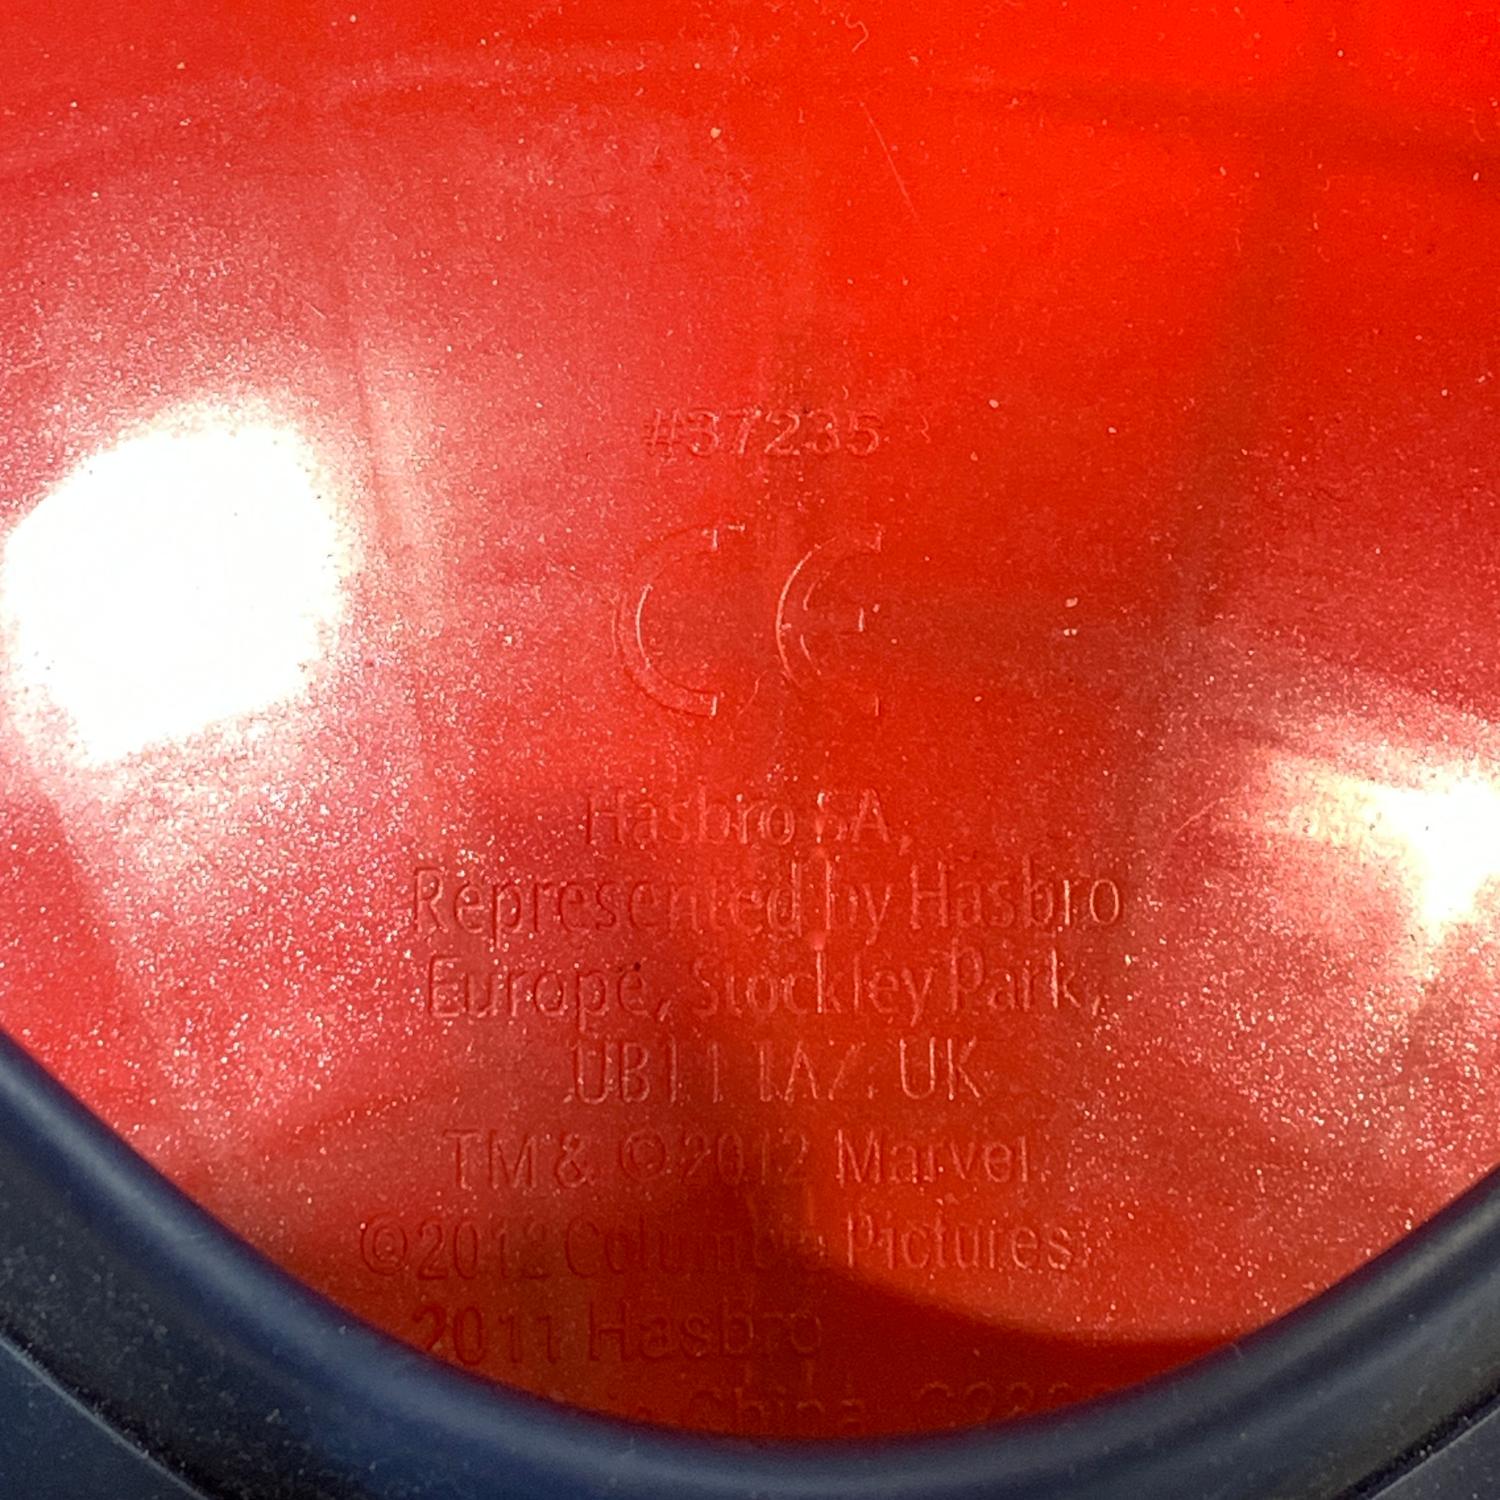 #37235
CE
Hasbro SA,
Represented by Hasbro
Europe, Stockley Park,
UB11 1AZ. UK
TM & ©2012 Marvel.
©2012 Columbia Pictures.
2011 Hasbro
China